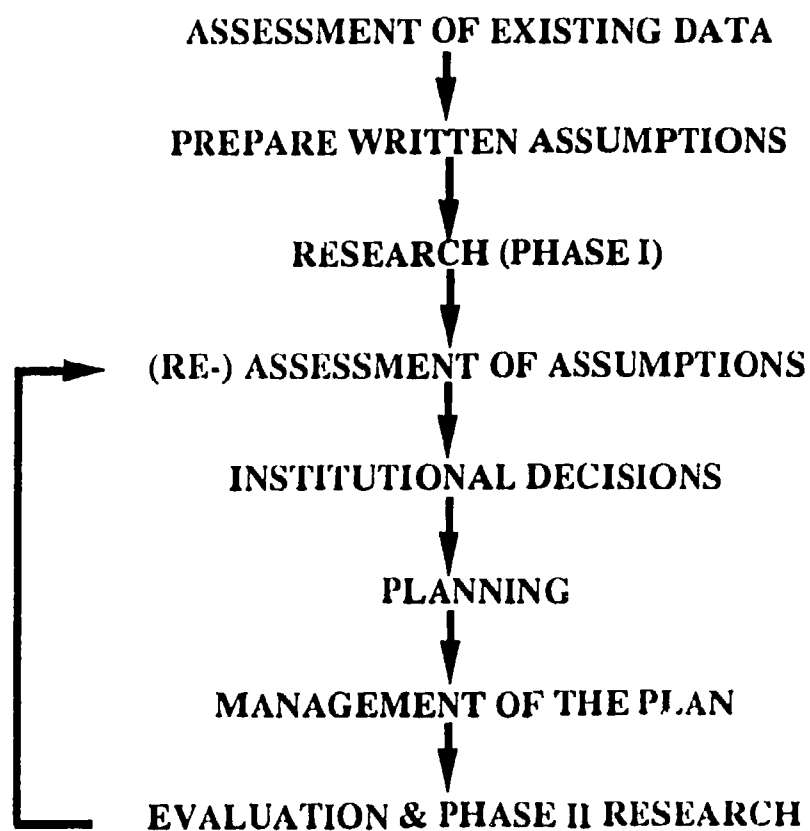 ASSESSMENT OF EXISTING DATA
PREPARE WRITTEN ASSUMPTIONS
RESEARCH (PHASE I)
(RE-) ASSESSMENT OF ASSUMPTIONS
INSTITUTIONAL DECISIONS
PLANNING
MANAGEMENT OF THE PLAN
EVALUATION & PHASE II RESEARCH